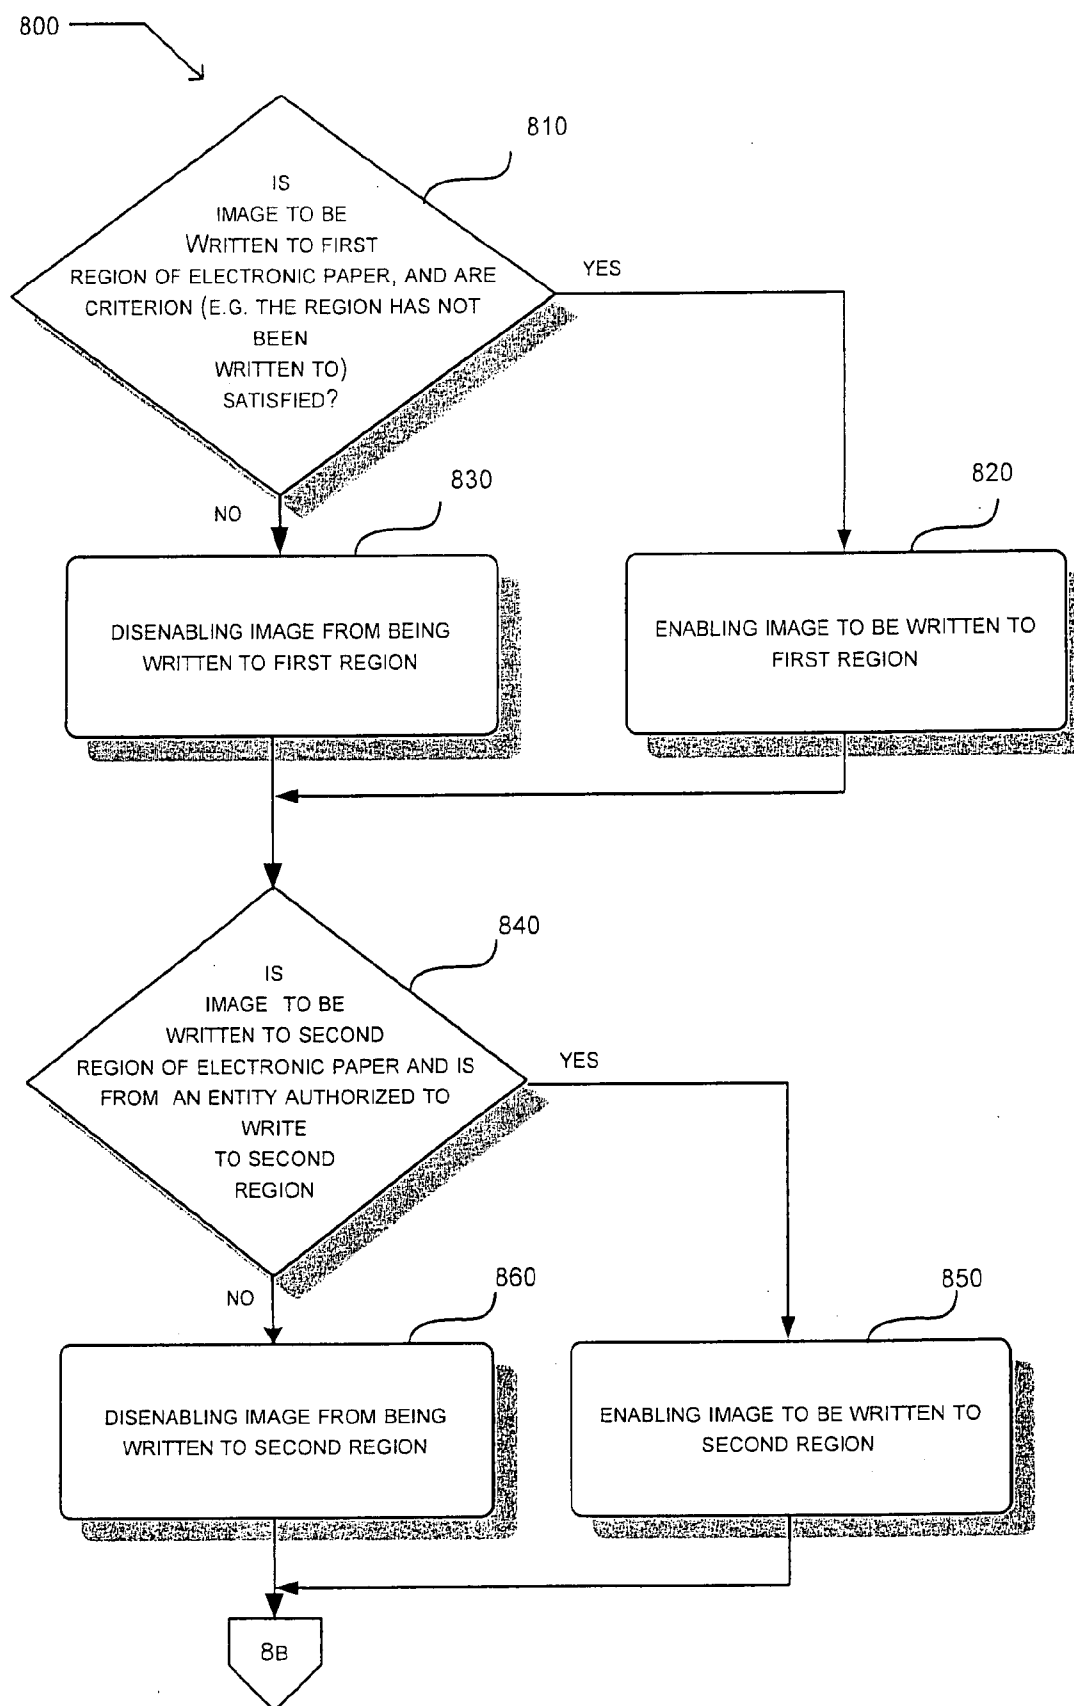 800
810
IS
IMAGE TO BE
WRITTEN TO FIRST
REGION OF ELECTRONIC PAPER, AND ARE
CRITERION (E.G. THE REGION HAS NOT
BEEN
WRITTEN TO)
SATISFIED?
YES
NO
830
820
DISENABLING IMAGE FROM BEING
WRITTEN TO FIRST REGION
ENABLING IMAGE TO BE WRITTEN TO
FIRST REGION
840
IS
IMAGE TO BE
WRITTEN TO SECOND
REGION OF ELECTRONIC PAPER AND IS
FROM AN ENTITY AUTHORIZED TO
WRITE
TO SECOND
REGION
YES
NO
860
850
DISENABLING IMAGE FROM BEING
WRITTEN TO SECOND REGION
ENABLING IMAGE TO BE WRITTEN TO
SECOND REGION
8B